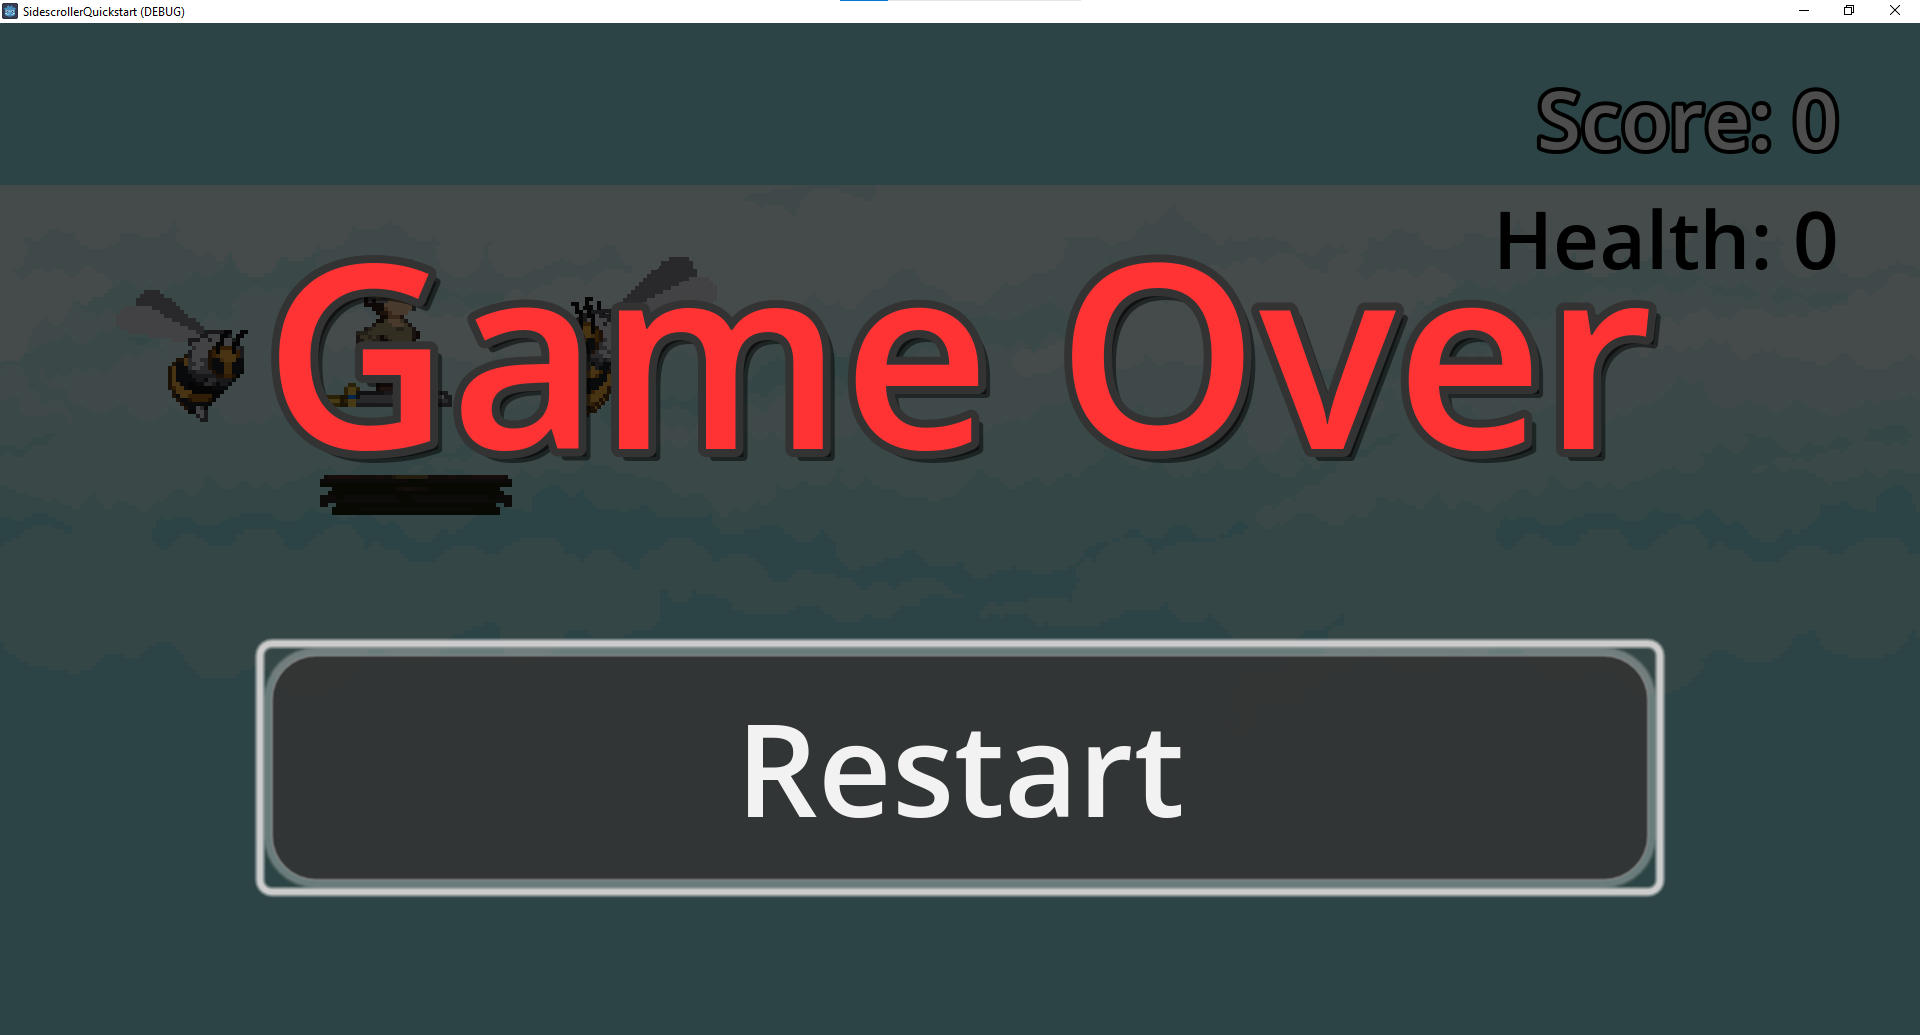 SidescrollerQuickstart (DEBUG)
Score: 0
Health: 0
Game Over
Restart